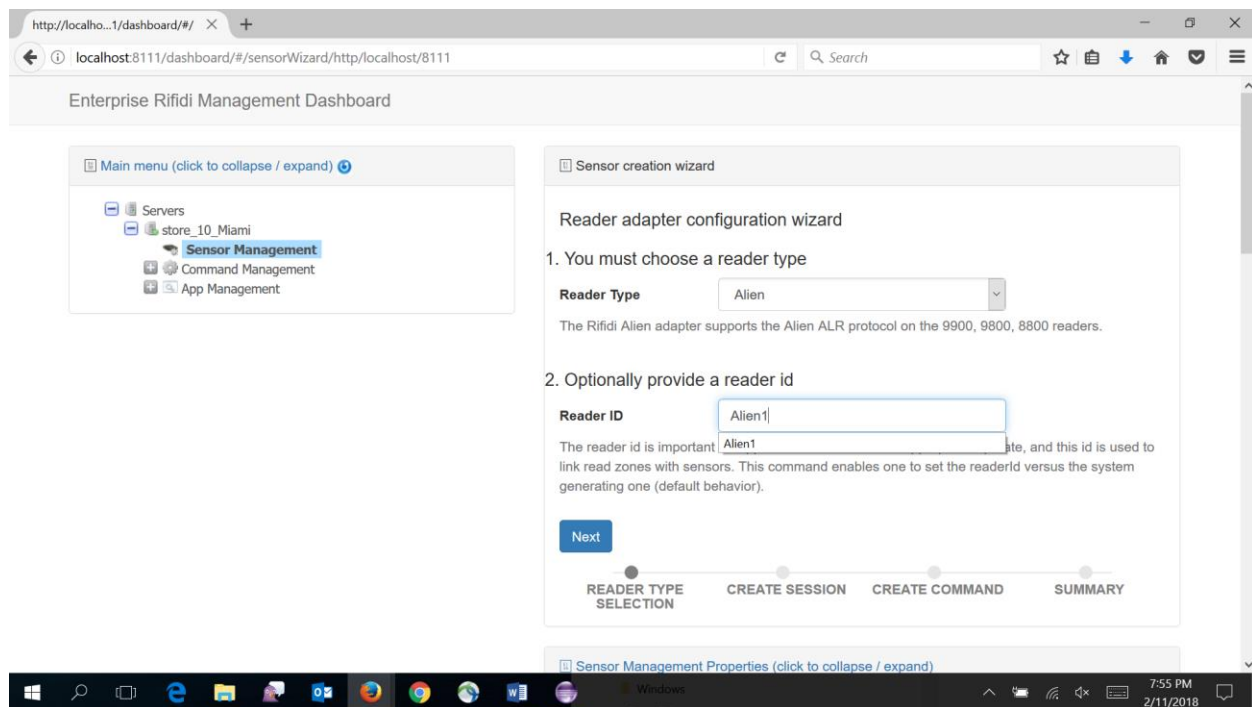 http://localho...1/dashboard/#/
localhost:8111/dashboard/#/sensorWizard/http/localhost/8111
Search
Enterprise Rifidi Management Dashboard
Main menu (click to collapse / expand)
Servers
store_10_Miami
Sensor Management
Command Management
App Management
Sensor creation wizard
Reader adapter configuration wizard
1. You must choose a reader type
Reader Type
Alien
The Rifidi Alien adapter supports the Alien ALR protocol on the 9900, 9800, 8800 readers.
2. Optionally provide a reader id
Reader ID
Alien1
Alien1
The reader id is important ate, and this id is used to
link read zones with sensors. This command enables one to set the readerId versus the system
generating one (default behavior).
Next
READER TYPE
SELECTION
CREATE SESSION
CREATE COMMAND
SUMMARY
Sensor Management Properties (click to collapse / expand)
Windows
7:55 PM
2/11/2018